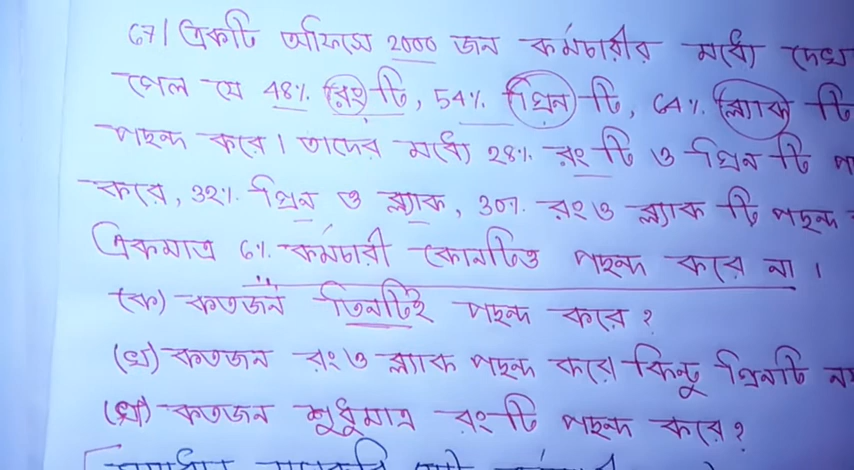 67। একটি অফিসে 2000 জন কর্মচারীর মধ্যে দেখা
গেল যে 48% রং টি, 54% গ্রিন টি, 64% ব্ল্যাক টি
পছন্দ করে। তাদের মধ্যে 28% রং টি ও গ্রিন টি
করে, 32% গ্রিন ও ব্ল্যাক, 30% রং ও ব্ল্যাক টি পছন্দ
একমাত্র 6% কর্মচারী কোনটিও পছন্দ করে না।
(ক) কতজন তিনটিই পছন্দ করে?
(খ) কতজন রং ও ব্ল্যাক পছন্দ করে কিন্তু গ্রিনটি
(গ) কতজন শুধুমাত্র রং টি পছন্দ করে?